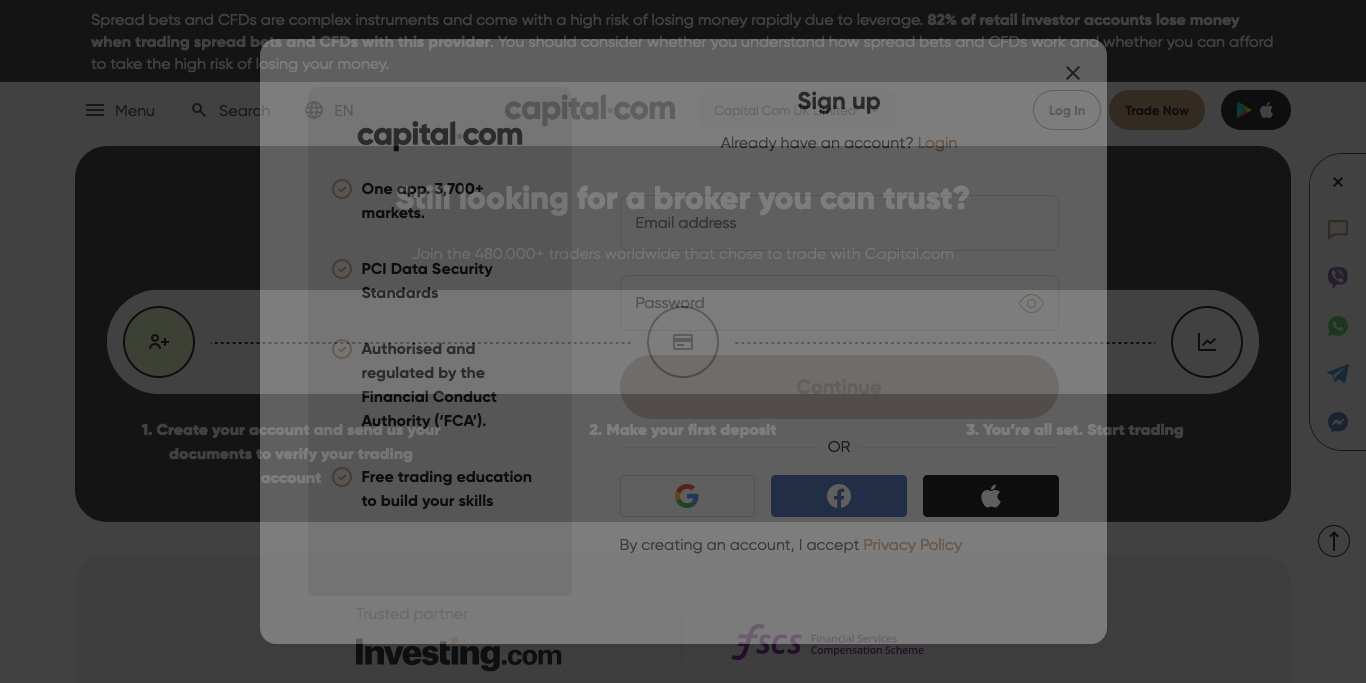 Spread bets and CFDs are complex instruments and come with a high risk of losing money rapidly due to leverage. 82% of retail investor accounts lose money
when trading spread bets and CFDs with this provider. You should consider whether you understand how spread bets and CFDs work and whether you can afford
to take the high risk of losing your money.
Menu
Search
EN
capital.com
Capital Com UK Limited
Log In
Trade Now
Still looking for a broker you can trust?
Join the 480.000+ traders worldwide that chose to trade with Capital.com
1. Create your account and send us your
documents to verify your trading
account
2. Make your first deposit
3. You're all set. Start trading
Trusted partner
Investing.com
fscs
Financial Services
Compensation Scheme
capital.com
One app. 3,700+
markets.
PCI Data Security
Standards
Authorised and
regulated by the
Financial Conduct
Authority (‘FCA’).
Free trading education
to build your skills
Sign up
Already have an account? Login
Email address
Password
Continue
OR
By creating an account, I accept Privacy Policy